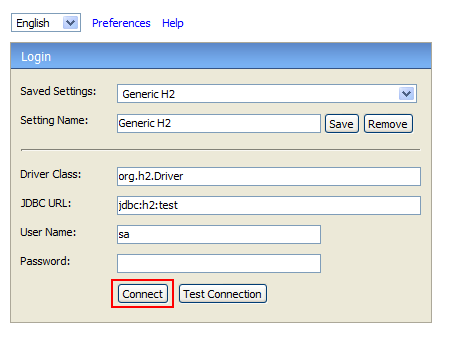 English Preferences Help
Login
Saved Settings: Generic H2
Setting Name: Generic H2 Save Remove
Driver Class: org.h2.Driver
JDBC URL: jdbc:h2:test
User Name: sa
Password:
Connect Test Connection